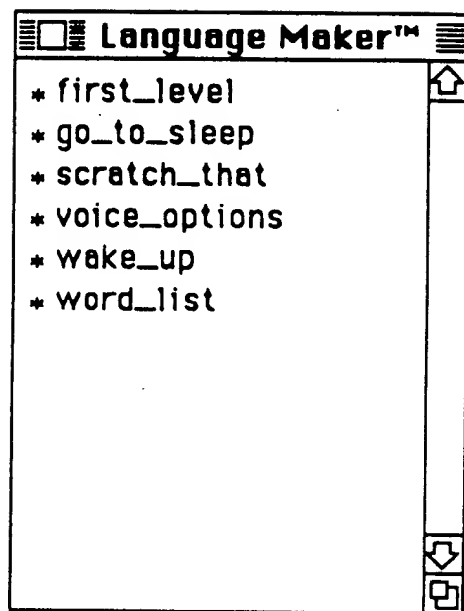 Language Maker™
* first_level
* go_to_sleep
* scratch_that
* voice_options
* wake_up
* word_list